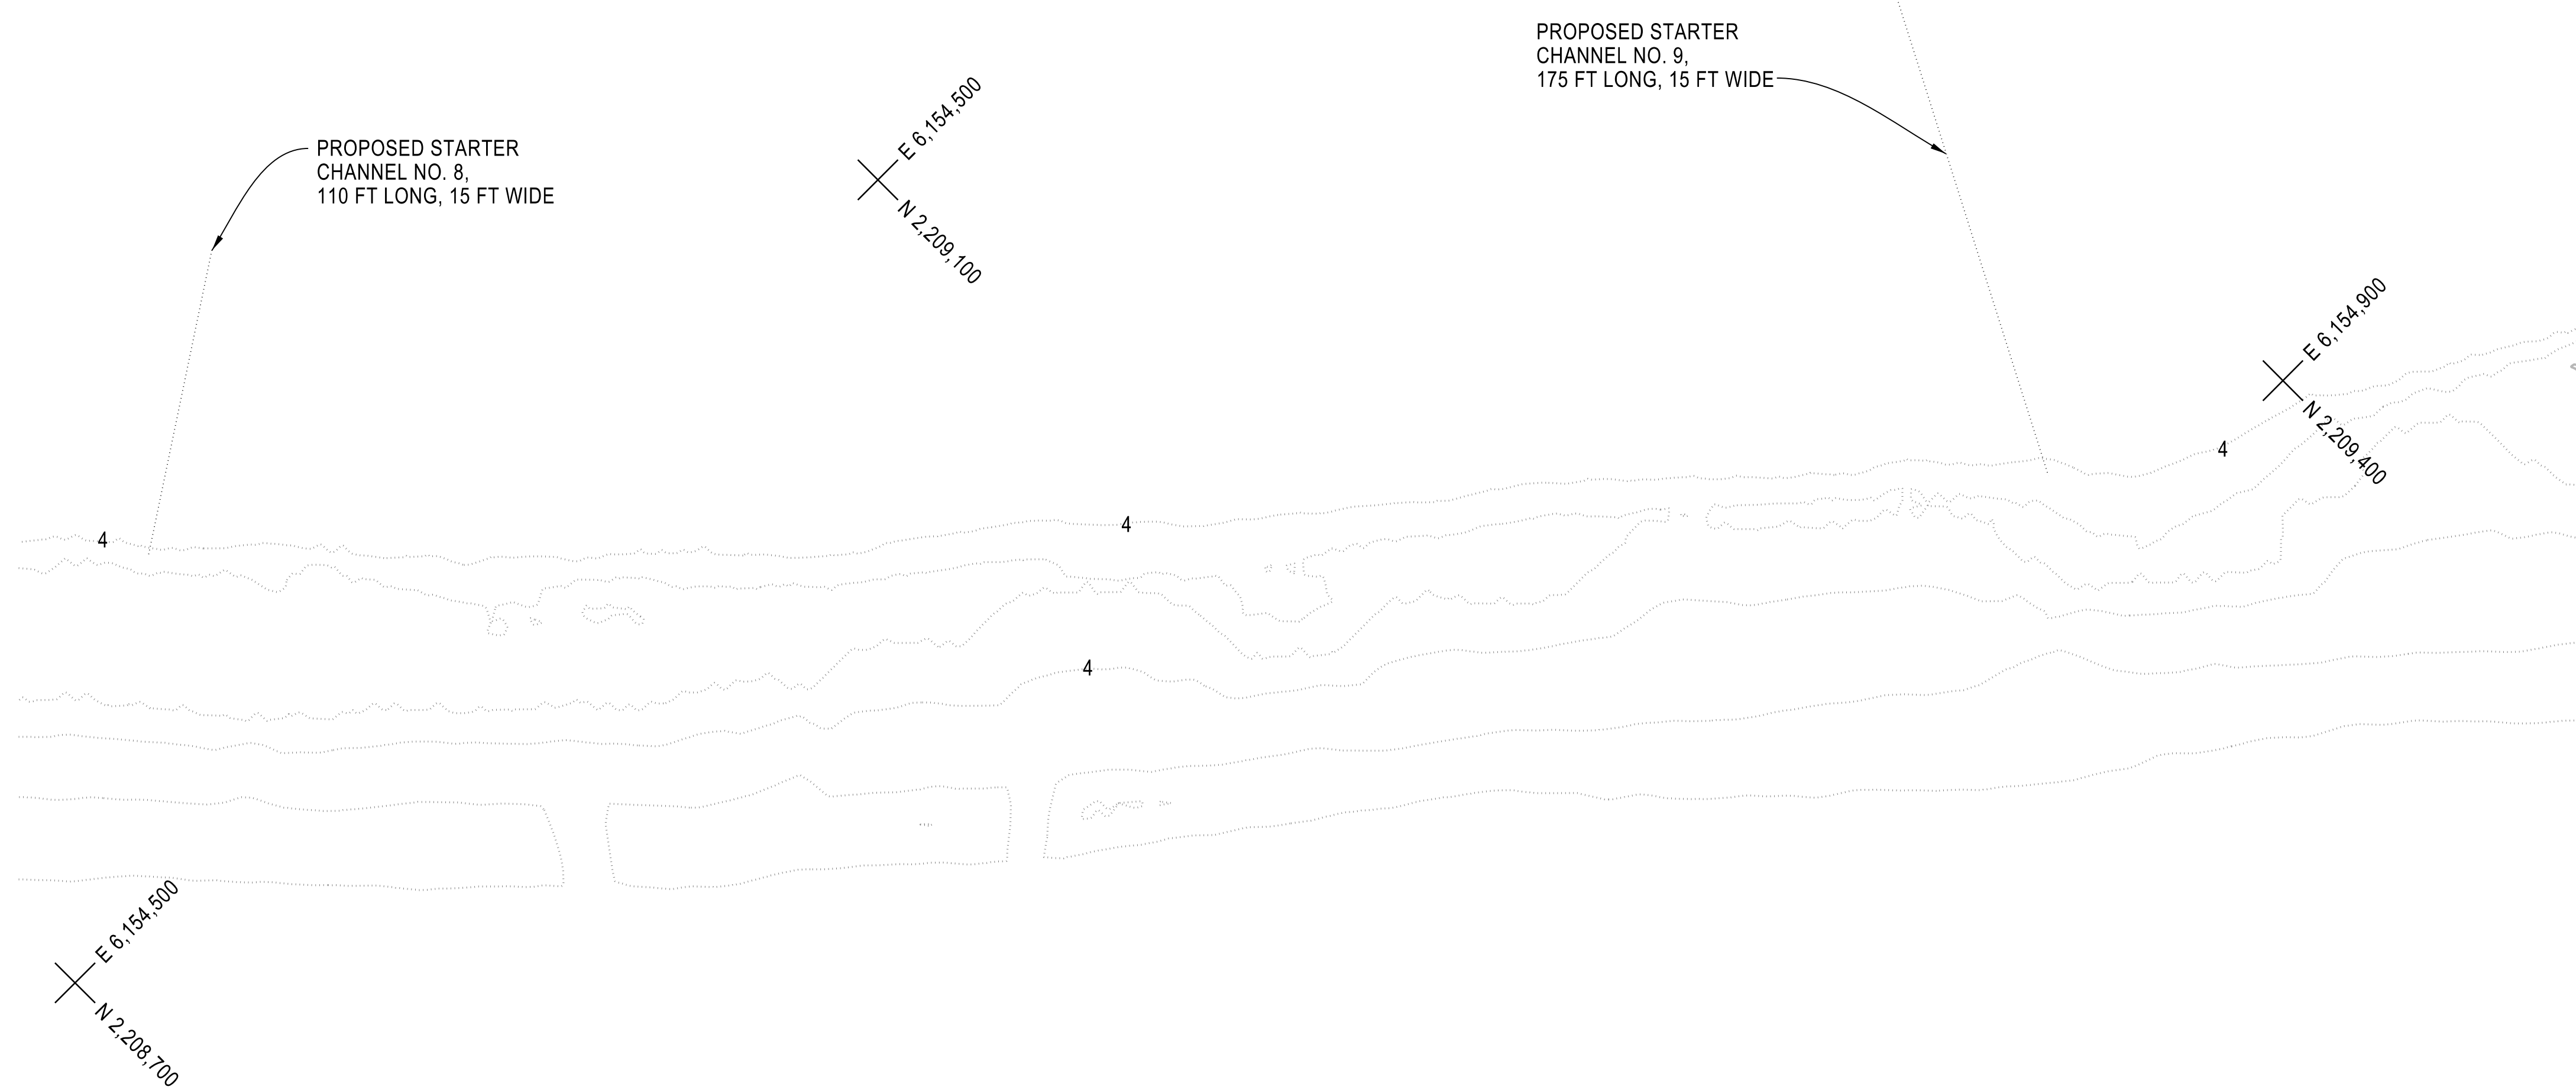 PROPOSED STARTER
CHANNEL NO. 9,
175 FT LONG, 15 FT WIDE
PROPOSED STARTER
CHANNEL NO. 8,
110 FT LONG, 15 FT WIDE
E 6,154,500
N 2,209,100
E 6,154,900
N 2,209,400
4
4
4
4
E 6,154,500
N 2,208,700